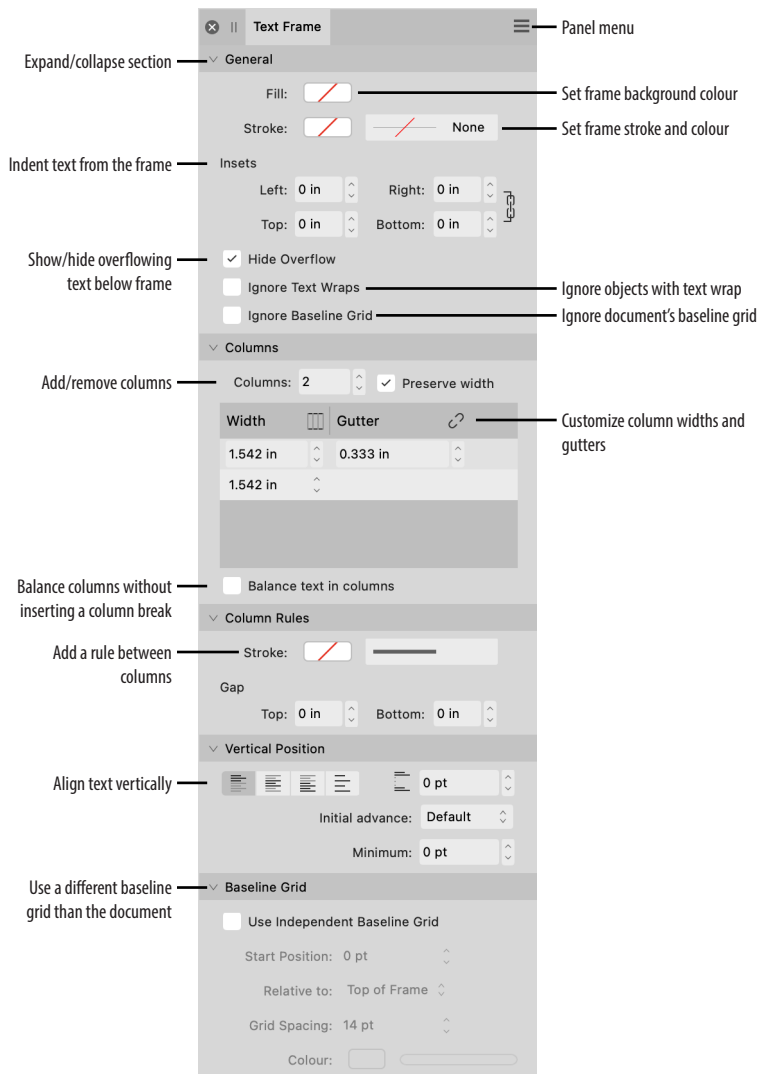 Text Frame
Panel menu
Expand/collapse section
General
Fill:
Set frame background colour
Stroke:
None
Set frame stroke and colour
Indent text from the frame
Insets
Left: 0 in Right: 0 in
Top: 0 in Bottom: 0 in
Show/hide overflowing
text below frame
Hide Overflow
Ignore Text Wraps
Ignore objects with text wrap
Ignore Baseline Grid
Ignore document's baseline grid
Columns
Add/remove columns
Columns: 2 Preserve width
Width Gutter
Customize column widths and
gutters
1.542 in 0.333 in
1.542 in
Balance columns without
inserting a column break
Balance text in columns
Column Rules
Add a rule between
columns
Stroke:
Gap
Top: 0 in Bottom: 0 in
Vertical Position
Align text vertically
0 pt
Initial advance: Default
Minimum: 0 pt
Use a different baseline
grid than the document
Baseline Grid
Use Independent Baseline Grid
Start Position: 0 pt
Relative to: Top of Frame
Grid Spacing: 14 pt
Colour: